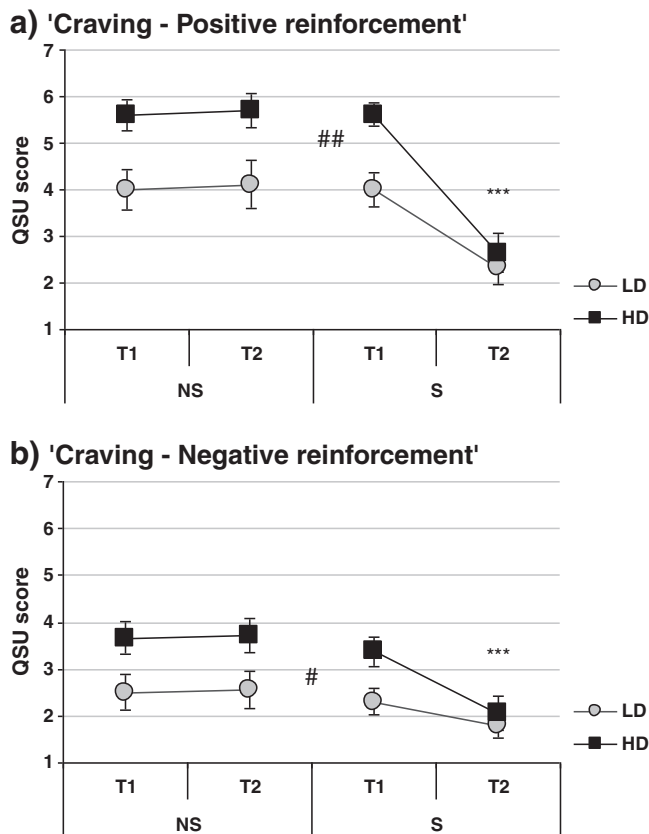 a) 'Craving - Positive reinforcement'
7
6
5
4
3
2
1
QSU score
##
***
LD
HD
T1 T2 T1 T2
NS S
b) 'Craving - Negative reinforcement'
7
6
5
4
3
2
1
QSU score
#
***
LD
HD
T1 T2 T1 T2
NS S